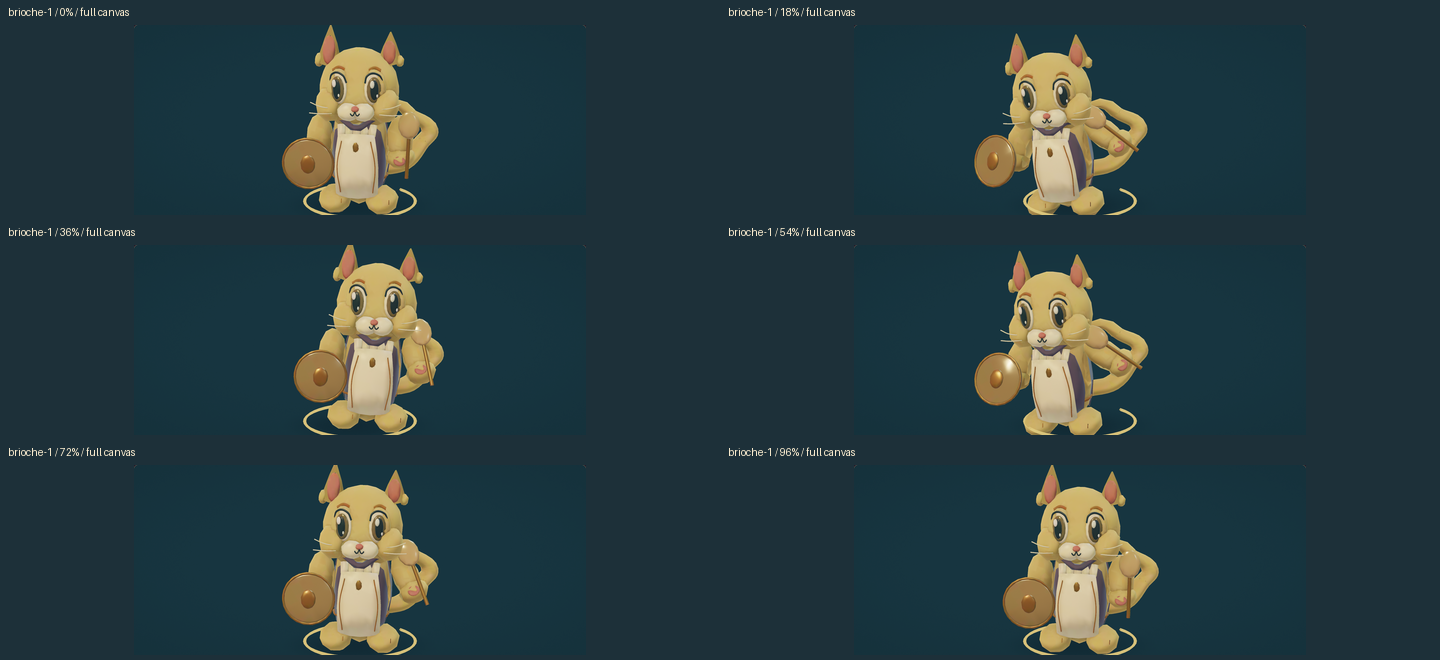 brioche-1 / 0% / full canvas
brioche-1 / 18% / full canvas
brioche-1 / 36% / full canvas
brioche-1 / 54% / full canvas
brioche-1 / 72% / full canvas
brioche-1 / 96% / full canvas